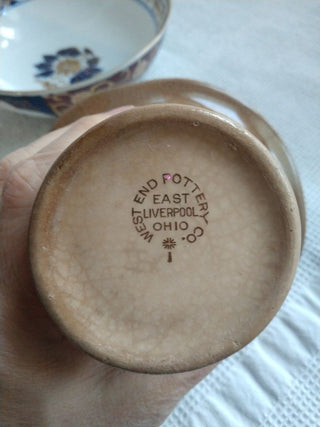 WEST END POTTERY CO.
EAST
LIVERPOOL
OHIO